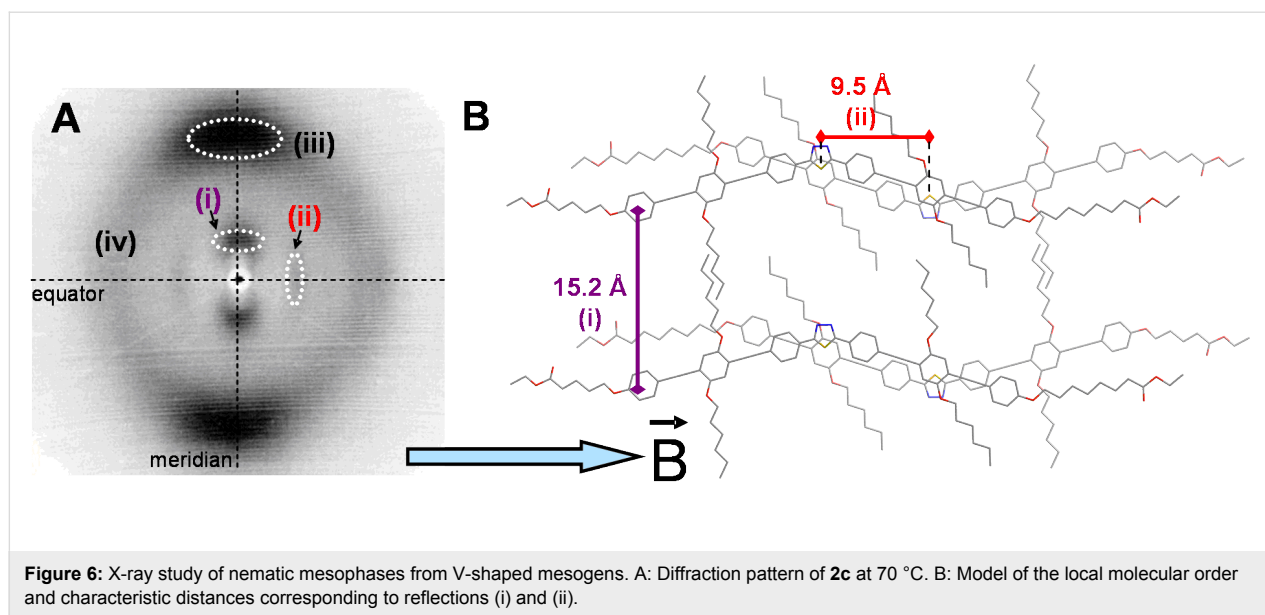 A
(iii)
(i)
(ii)
(iv)
equator
meridian
B
9.5 Å
(ii)
15.2 Å
(i)
B
Figure 6: X-ray study of nematic mesophases from V-shaped mesogens. A: Diffraction pattern of 2c at 70 °C. B: Model of the local molecular order
and characteristic distances corresponding to reflections (i) and (ii).